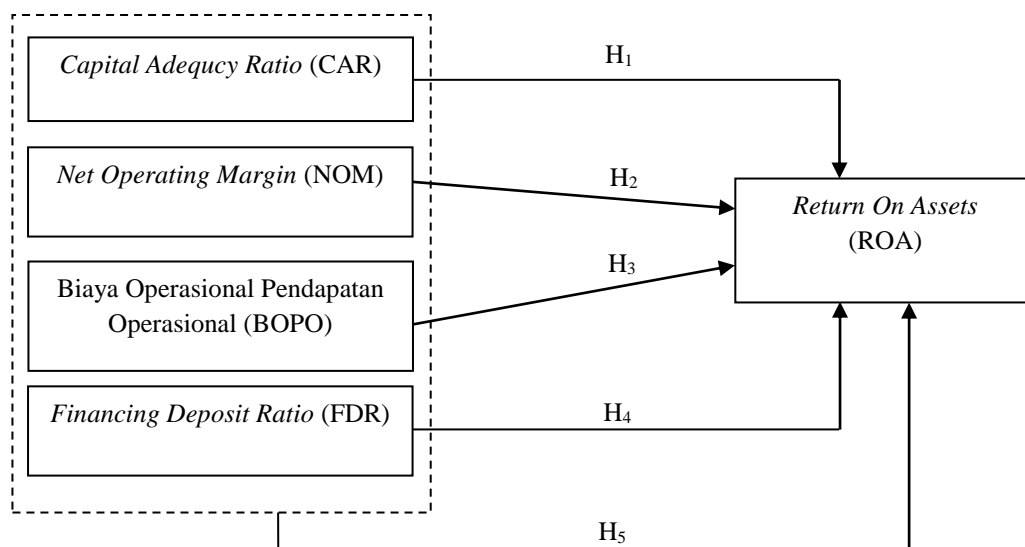 Capital Adequcy Ratio (CAR)
H₁
Net Operating Margin (NOM)
H₂
Return On Assets
(ROA)
Biaya Operasional Pendapatan
Operasional (BOPO)
H₃
Financing Deposit Ratio (FDR)
H₄
H₅